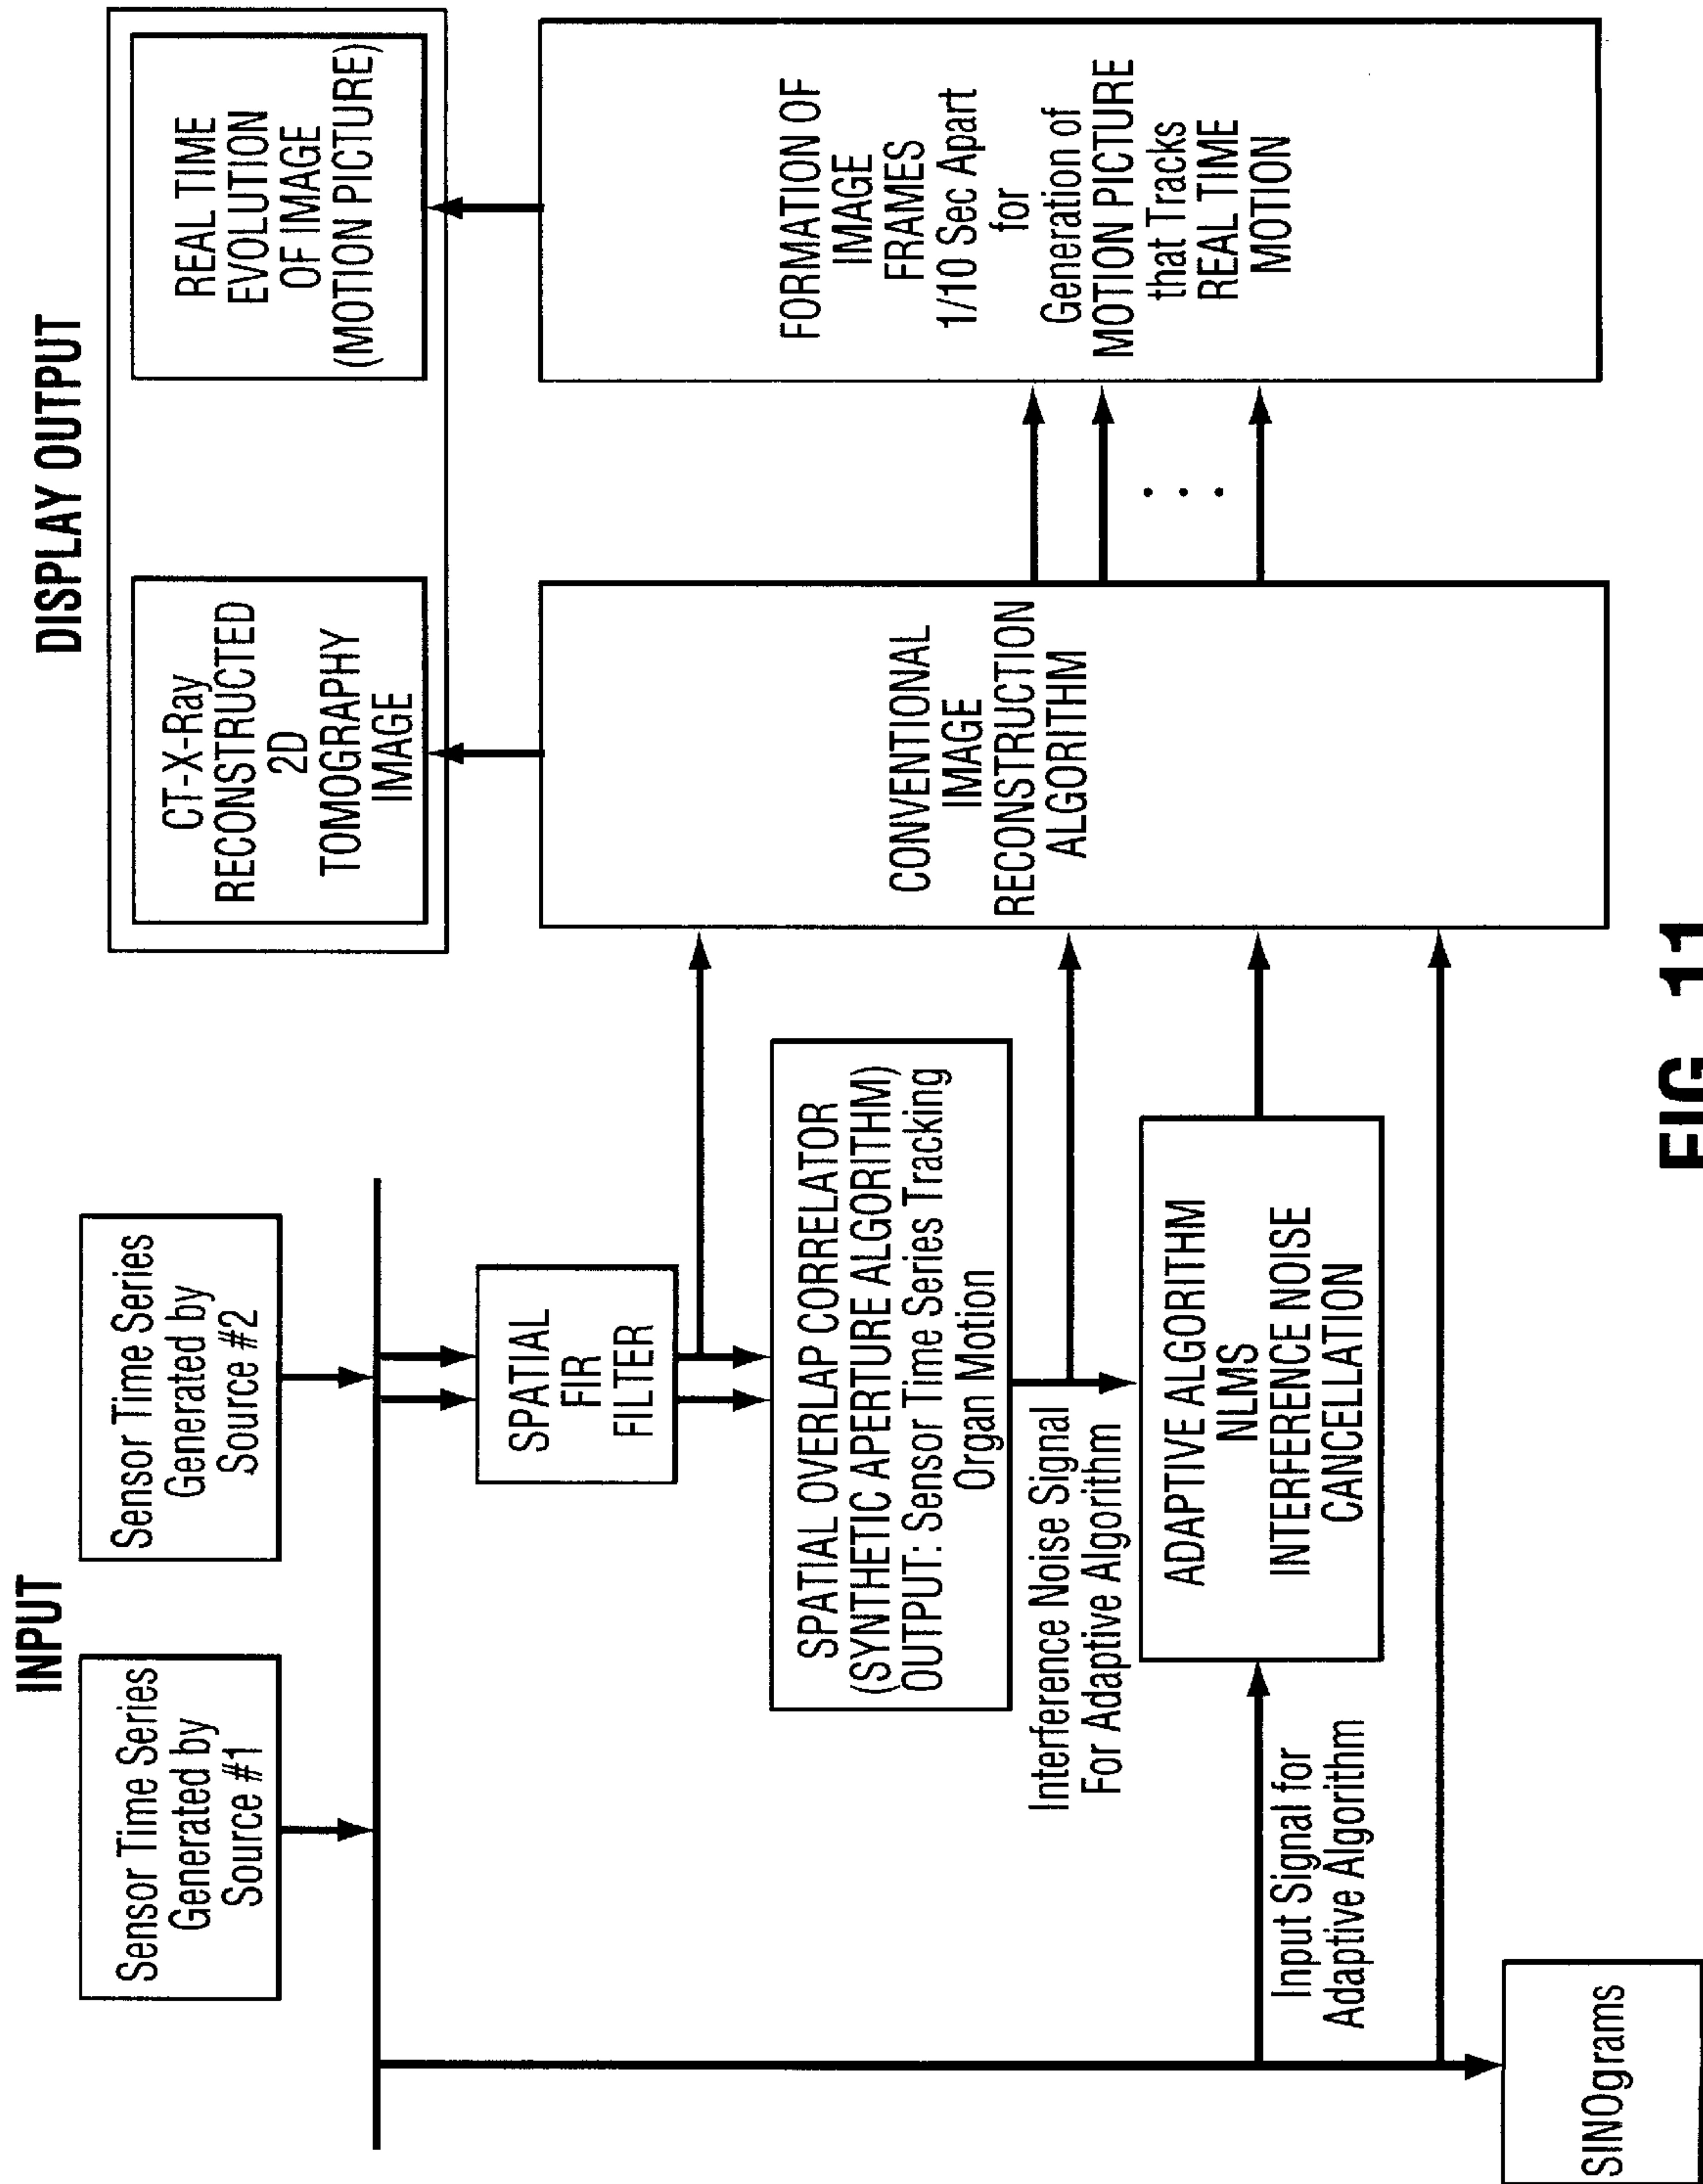 INPUT
Sensor Time Series
Generated by
Source #1
Sensor Time Series
Generated by
Source #2
SPATIAL
FIR
FILTER
SPATIAL OVERLAP CORRELATOR
(SYNTHETIC APERTURE ALGORITHM)
OUTPUT: Sensor Time Series Tracking
Organ Motion
Interference Noise Signal
For Adaptive Algorithm
ADAPTIVE ALGORITHM
NLMS
INTERFERENCE NOISE
CANCELLATION
Input Signal for
Adaptive Algorithm
SINOgrams
DISPLAY OUTPUT
CT-X-Ray
RECONSTRUCTED
2D
TOMOGRAPHY
IMAGE
REAL TIME
EVOLUTION
OF IMAGE
(MOTION PICTURE)
CONVENTIONAL
IMAGE
RECONSTRUCTION
ALGORITHM
FORMATION OF
IMAGE
FRAMES
1/10 Sec Apart
for
Generation of
MOTION PICTURE
that Tracks
REAL TIME
MOTION
FIG. 11